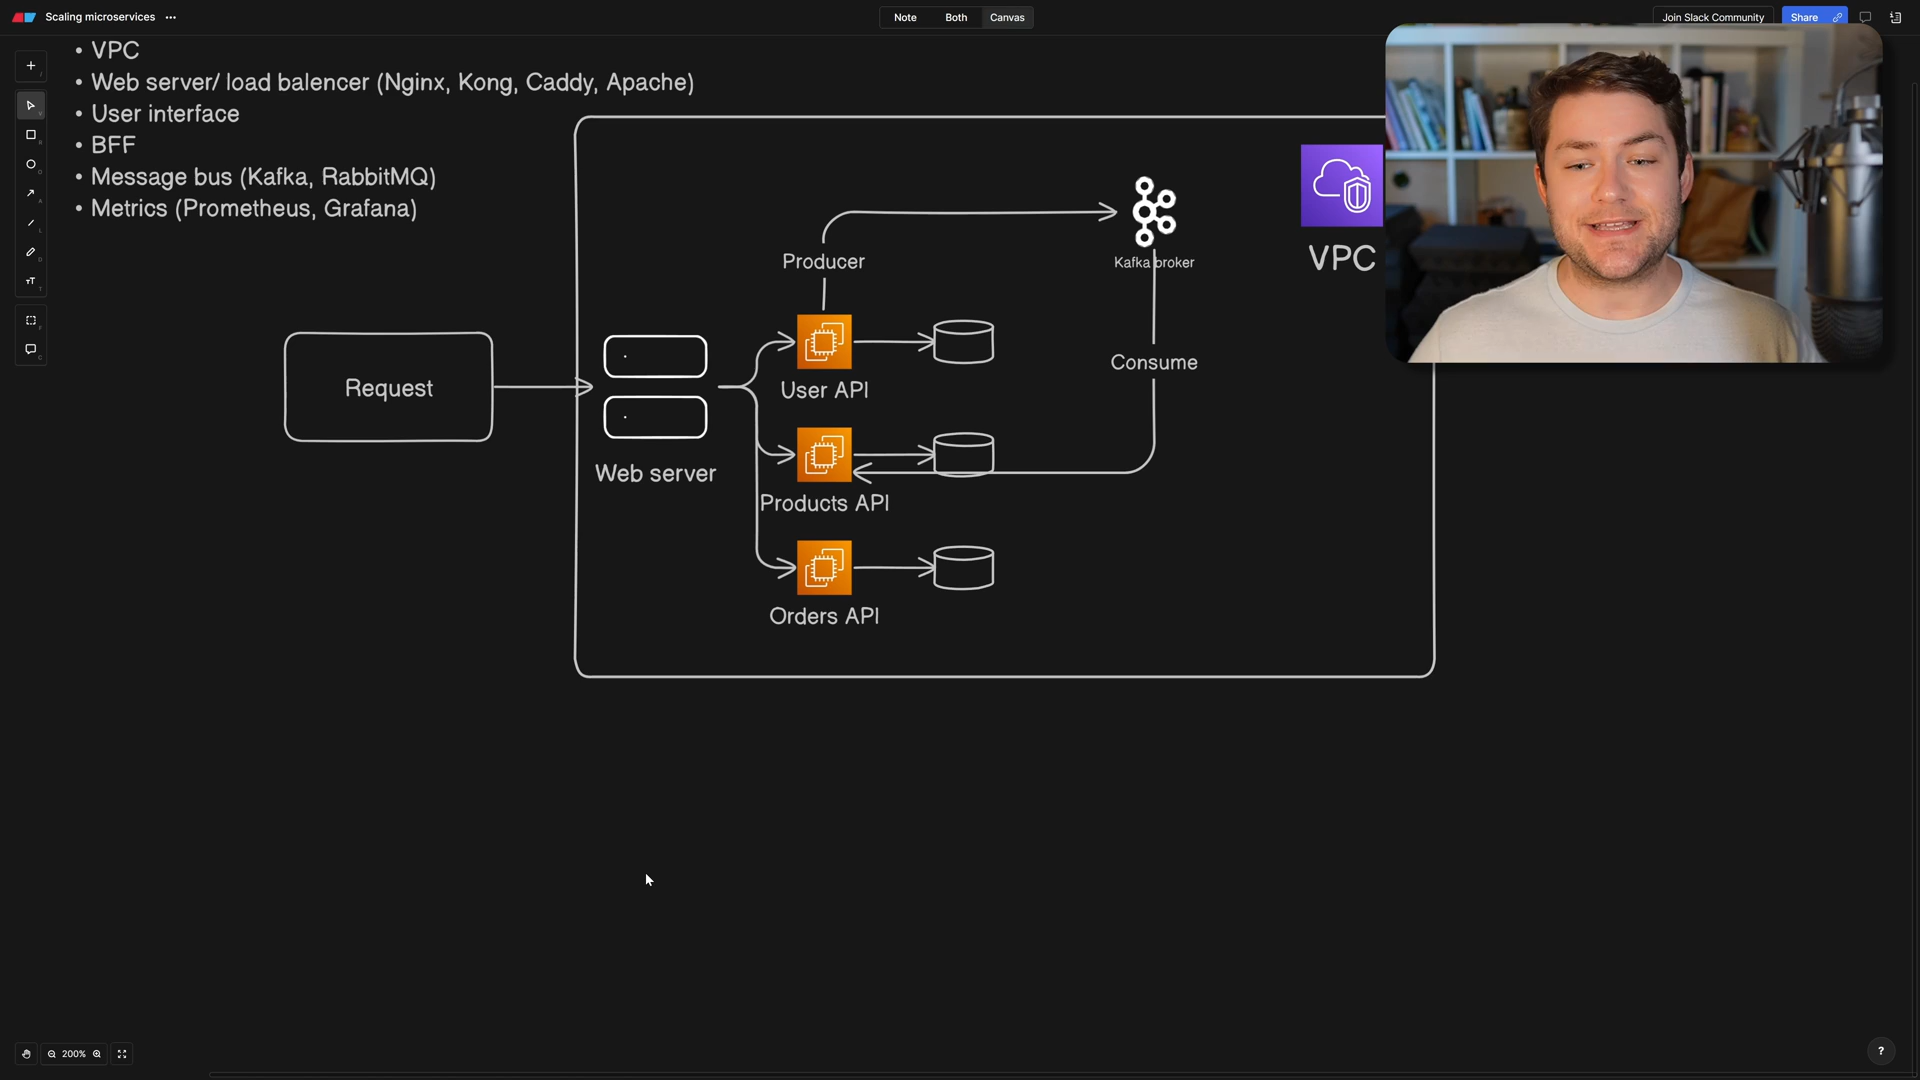 Scaling microservices
Note
Both
Canvas
Join Slack Community
Share
• VPC
• Web server/ load balencer (Nginx, Kong, Caddy, Apache)
• User interface
• BFF
• Message bus (Kafka, RabbitMQ)
• Metrics (Prometheus, Grafana)
Producer
Kafka broker
VPC
Request
Web server
User API
Consume
Products API
Orders API
200%
?